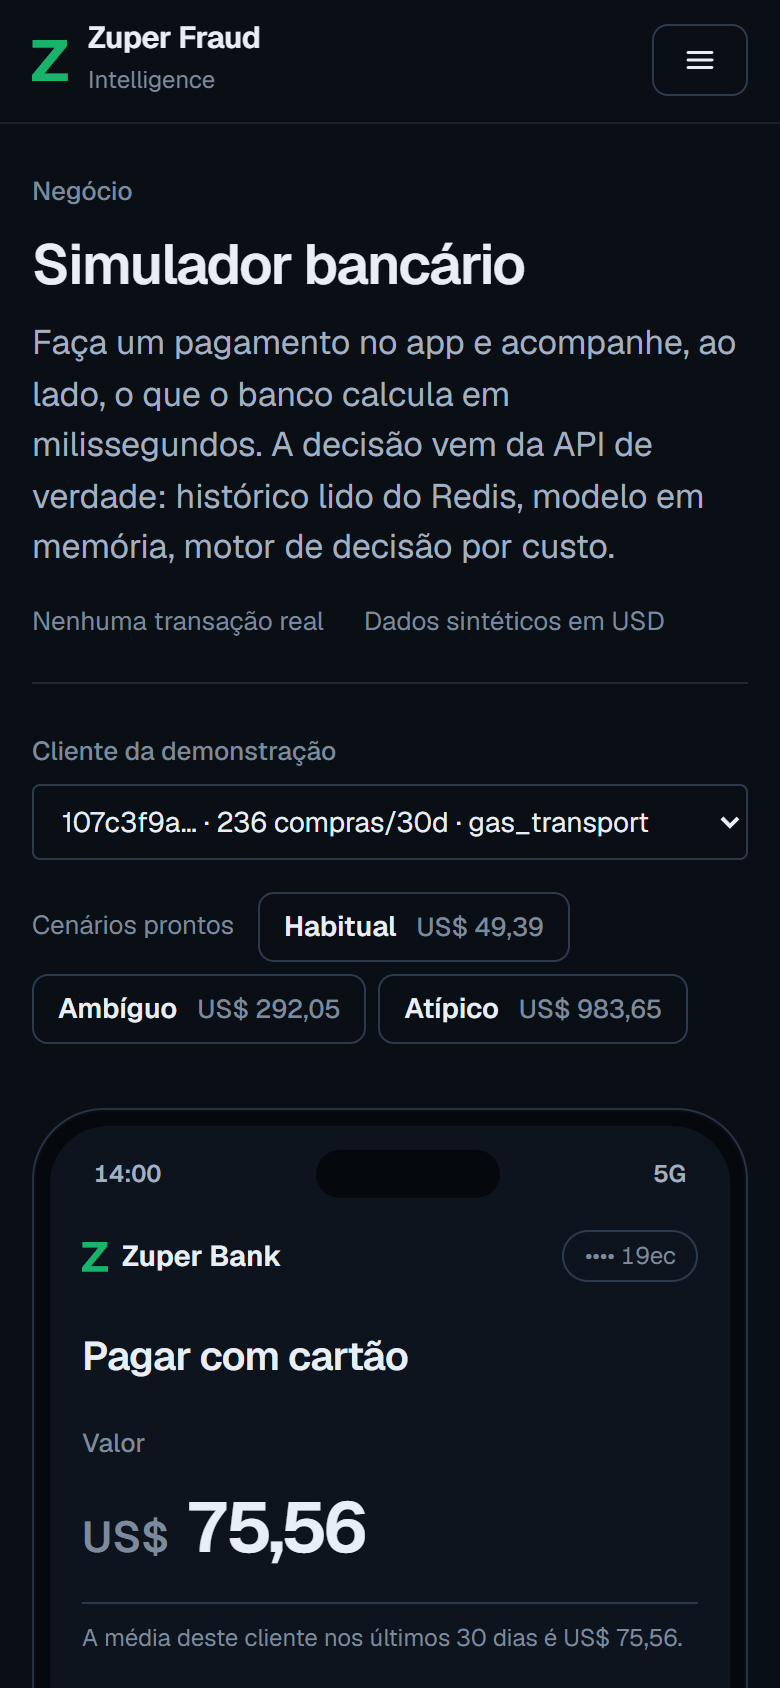 Zuper Fraud
Intelligence
Negócio
Simulador bancário
Faça um pagamento no app e acompanhe, ao
lado, o que o banco calcula em
milissegundos. A decisão vem da API de
verdade: histórico lido do Redis, modelo em
memória, motor de decisão por custo.
Nenhuma transação real Dados sintéticos em USD
Cliente da demonstração
107c3f9a… · 236 compras/30d · gas_transport
Cenários prontos Habitual US$ 49,39
Ambíguo US$ 292,05 Atípico US$ 983,65
14:00 5G
Z Zuper Bank •••• 19ec
Pagar com cartão
Valor
US$ 75,56
A média deste cliente nos últimos 30 dias é US$ 75,56.